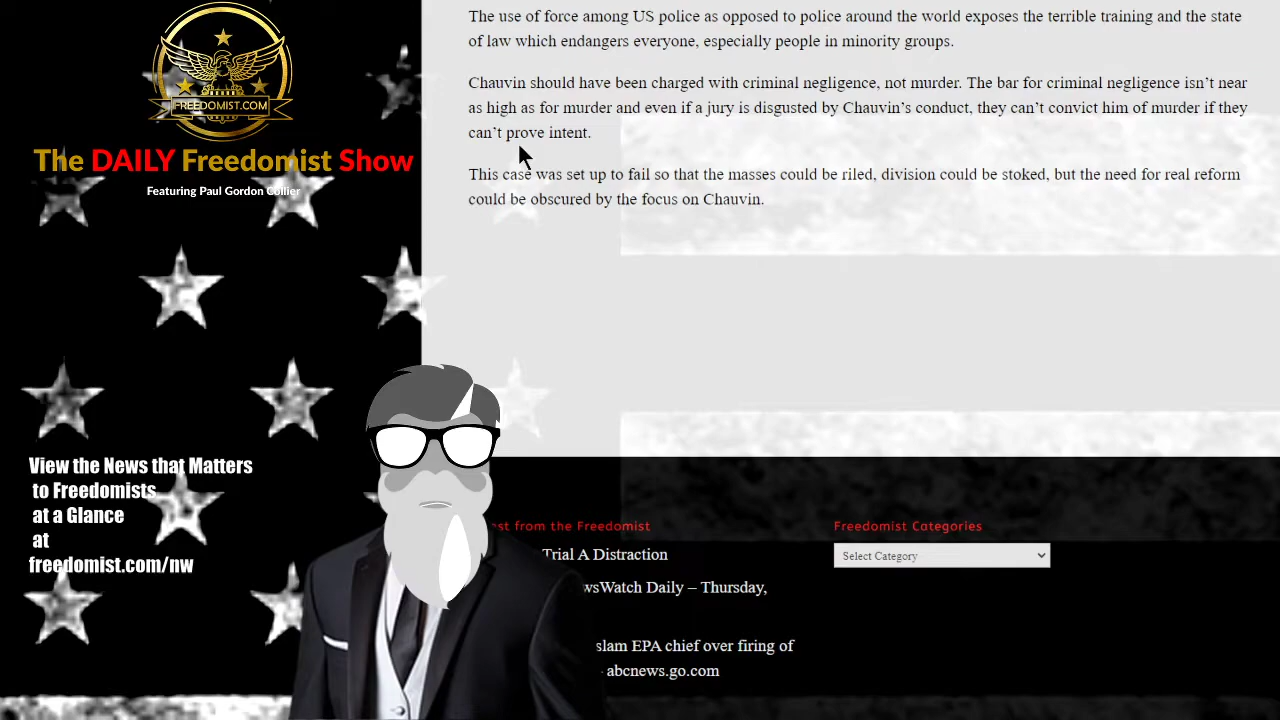 FREEDOMIST.COM
The DAILY Freedomist Show
Featuring Paul Gordon Collier
View the News that Matters
to Freedomists
at a Glance
at
freedomist.com/nw
The use of force among US police as opposed to police around the world exposes the terrible training and the state
of law which endangers everyone, especially people in minority groups.
Chauvin should have been charged with criminal negligence, not murder. The bar for criminal negligence isn’t near
as high as for murder and even if a jury is disgusted by Chauvin’s conduct, they can’t convict him of murder if they
can’t prove intent.
This case was set up to fail so that the masses could be riled, division could be stoked, but the need for real reform
could be obscured by the focus on Chauvin.
from the Freedomist
Trial A Distraction
Daily – Thursday,
slam EPA chief over firing of
abcnews.go.com
Freedomist Categories
Select Category